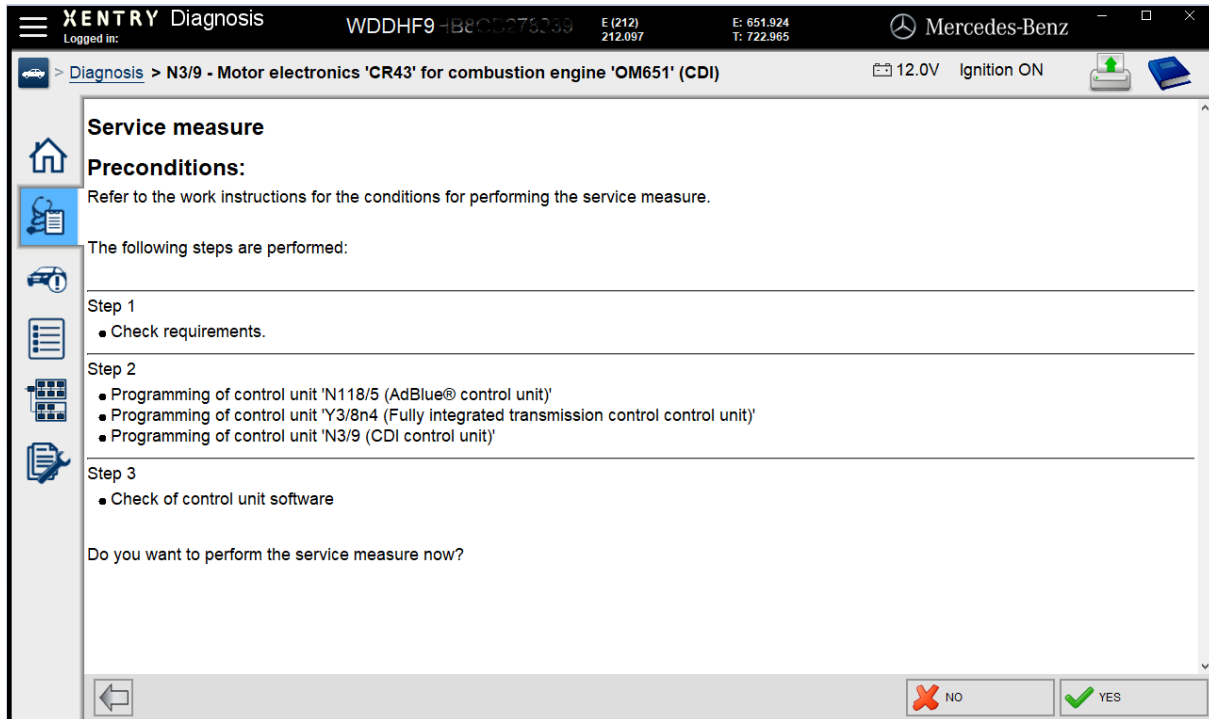 XENTRY Diagnosis
Logged in:
WDDHF9
E (212)
212.097
E: 651.924
T: 722.965
Mercedes-Benz
> Diagnosis > N3/9 - Motor electronics 'CR43' for combustion engine 'OM651' (CDI)
12.0V Ignition ON
Service measure
Preconditions:
Refer to the work instructions for the conditions for performing the service measure.
The following steps are performed:
Step 1
• Check requirements.
Step 2
• Programming of control unit 'N118/5 (AdBlue® control unit)'
• Programming of control unit 'Y3/8n4 (Fully integrated transmission control control unit)'
• Programming of control unit 'N3/9 (CDI control unit)'
Step 3
• Check of control unit software
Do you want to perform the service measure now?
NO
YES